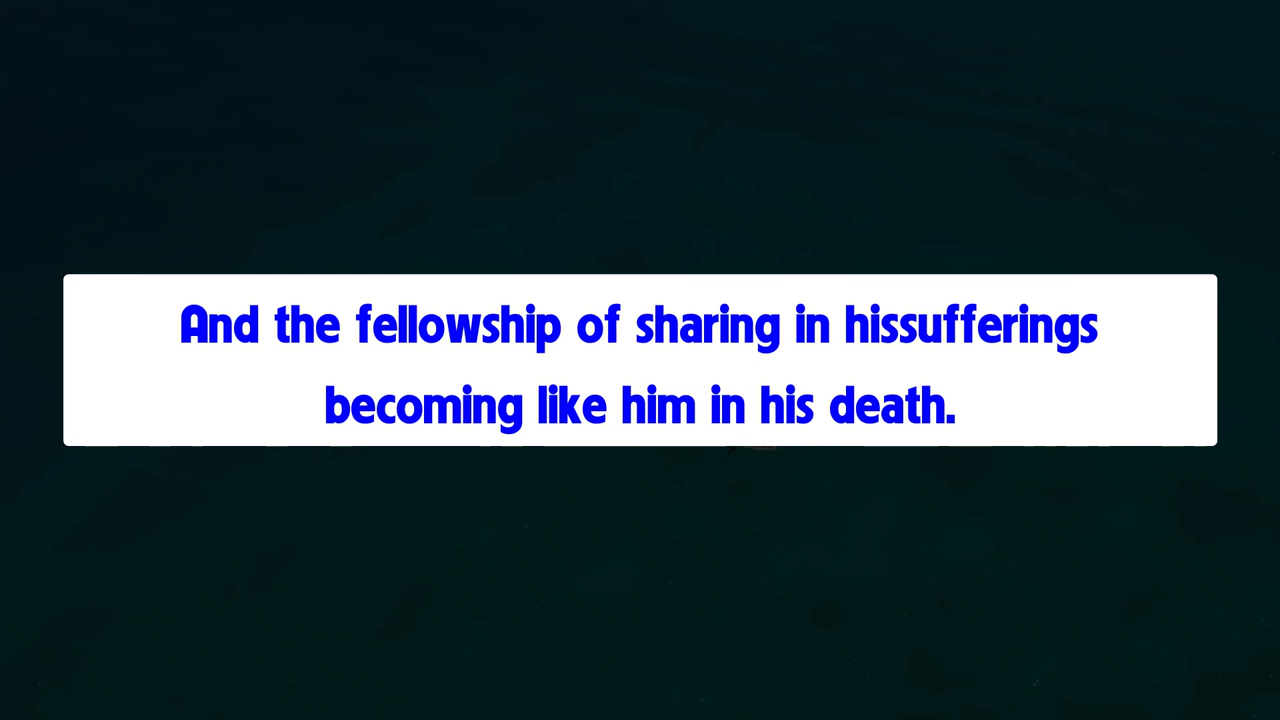 And the fellowship of sharing in hissufferings
becoming like him in his death.